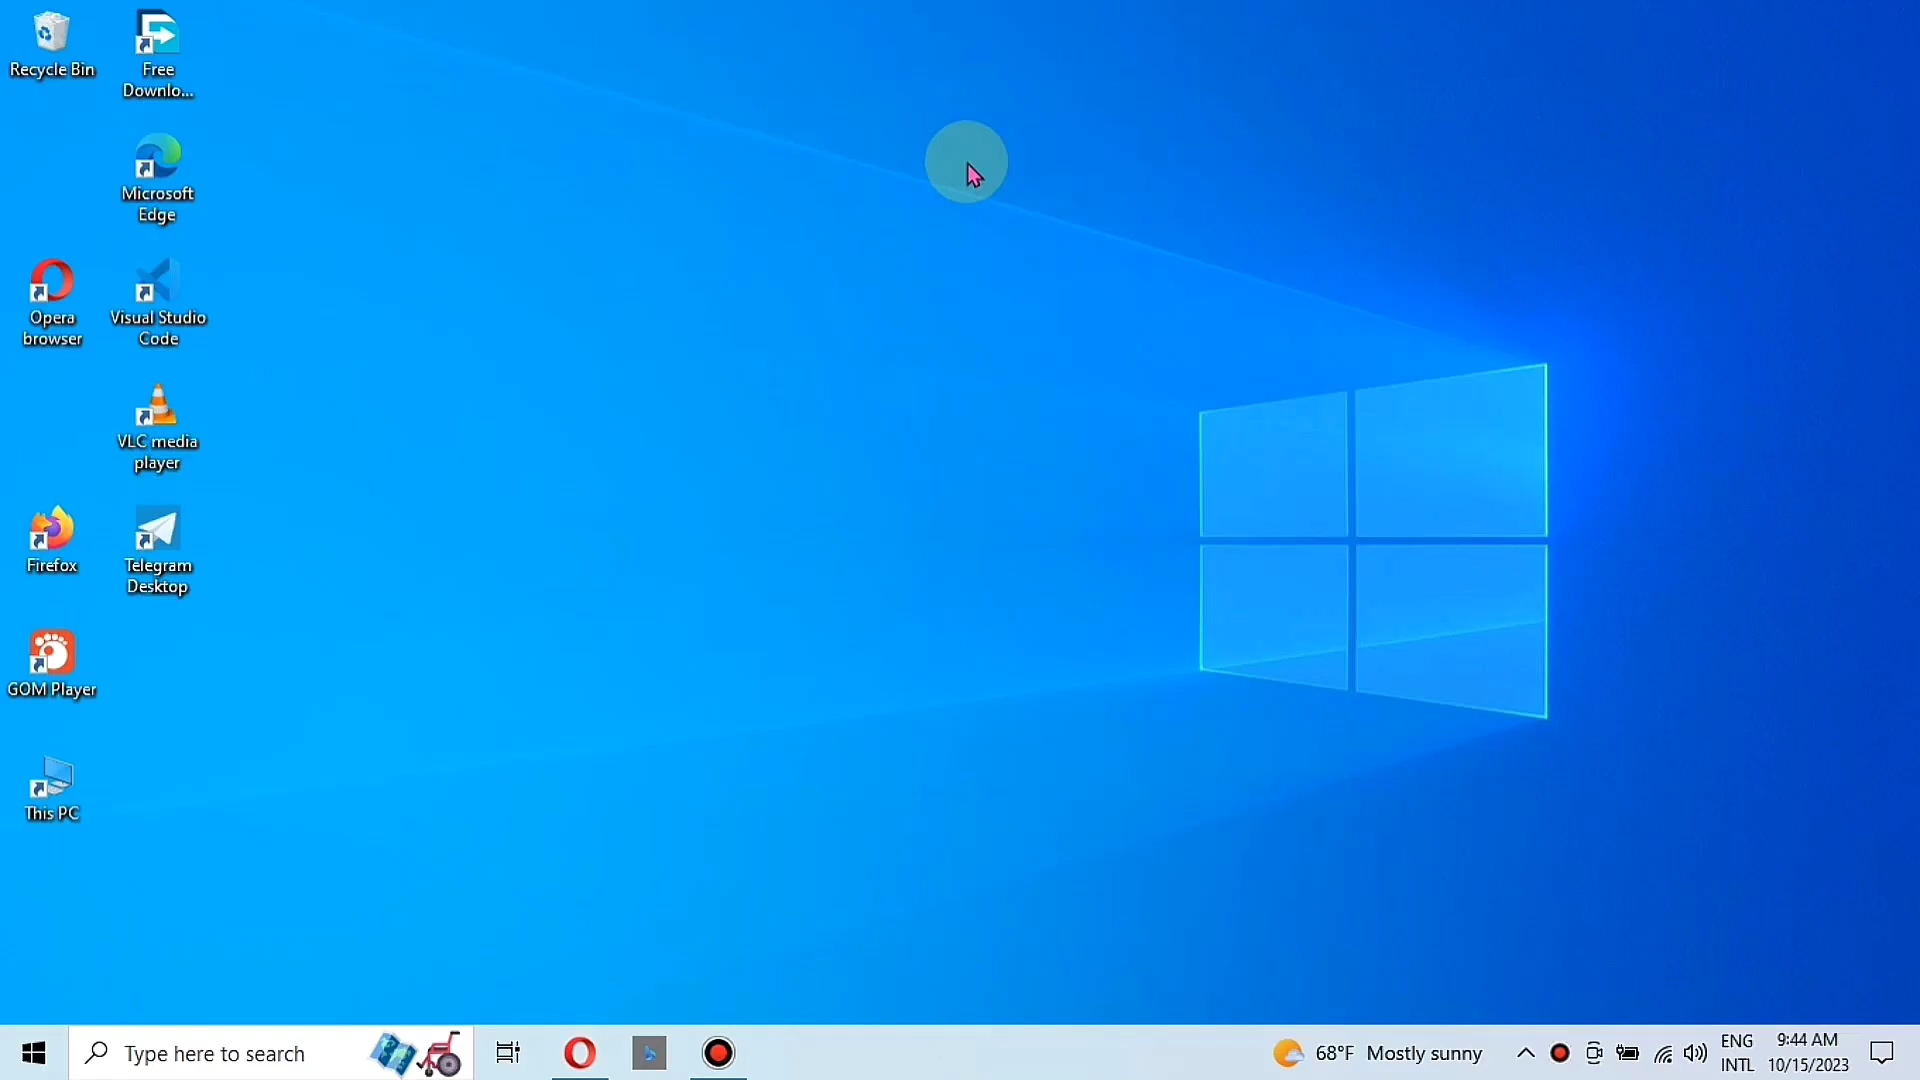 Recycle Bin
Free
Downlo...
Microsoft
Edge
Opera
browser
Visual Studio
Code
VLC media
player
Firefox
Telegram
Desktop
GOM Player
This PC
Type here to search
68°F Mostly sunny
ENG
INTL
9:44 AM
10/15/2023